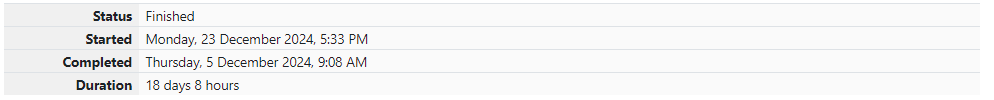 Status Finished
Started Monday, 23 December 2024, 5:33 PM
Completed Thursday, 5 December 2024, 9:08 AM
Duration 18 days 8 hours